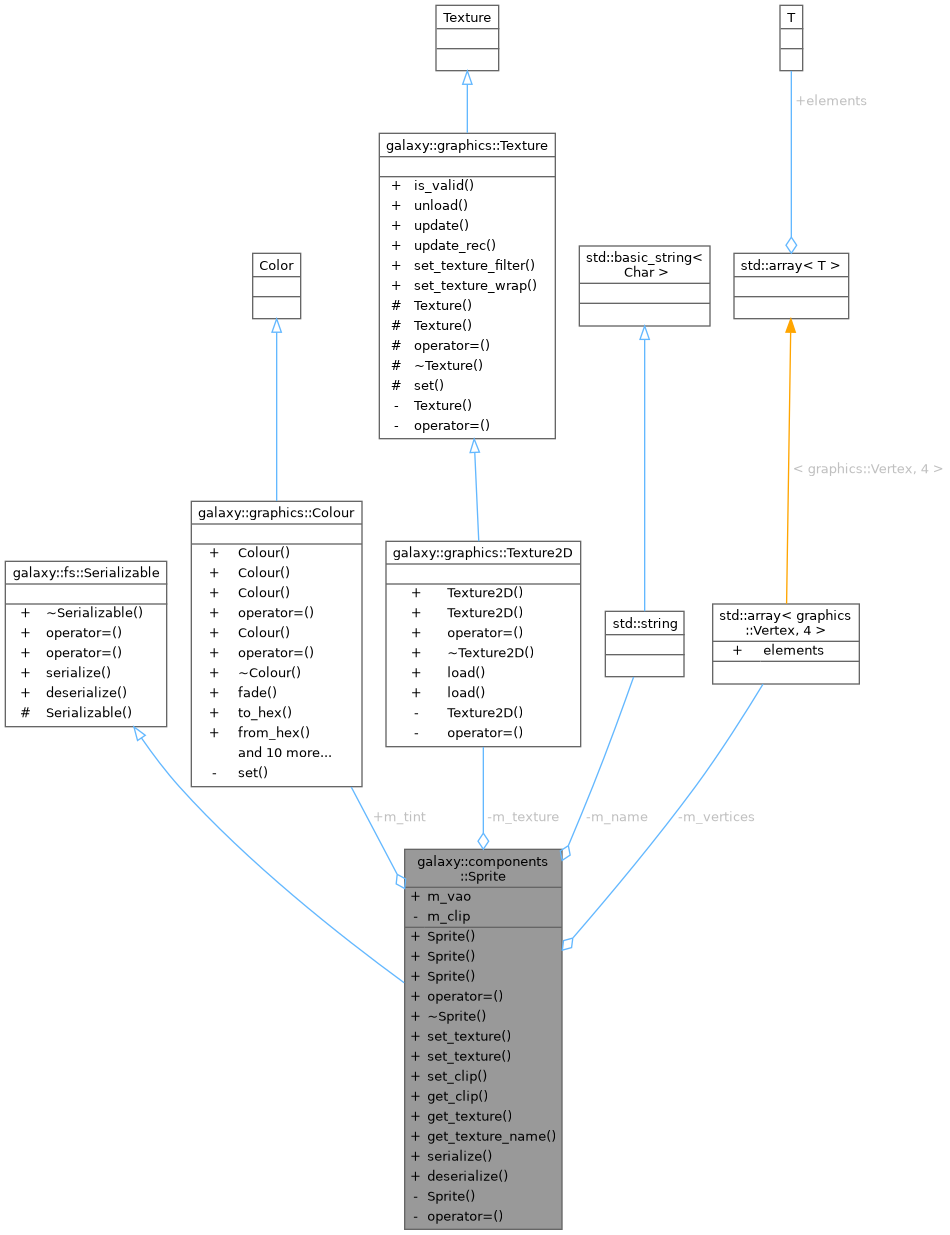 Texture
T
+elements
galaxy::graphics::Texture
+ is_valid()
+ unload()
+ update()
+ update_rec()
+ set_texture_filter()
+ set_texture_wrap()
# Texture()
# Texture()
# operator=()
# ~Texture()
# set()
- Texture()
- operator=()
Color
std::basic_string<
Char >
std::array< T >
< graphics::Vertex, 4 >
galaxy::fs::Serializable
+ ~Serializable()
+ operator=()
+ operator=()
+ serialize()
+ deserialize()
# Serializable()
galaxy::graphics::Colour
+ Colour()
+ Colour()
+ Colour()
+ operator=()
+ Colour()
+ operator=()
+ ~Colour()
+ fade()
+ to_hex()
+ from_hex()
and 10 more...
- set()
galaxy::graphics::Texture2D
+ Texture2D()
+ Texture2D()
+ operator=()
+ ~Texture2D()
+ load()
+ load()
- Texture2D()
- operator=()
std::string
std::array< graphics
::Vertex, 4 >
+ elements
+m_tint
-m_texture
-m_name
-m_vertices
galaxy::components
::Sprite
+ m_vao
- m_clip
+ Sprite()
+ Sprite()
+ Sprite()
+ operator=()
+ ~Sprite()
+ set_texture()
+ set_texture()
+ set_clip()
+ get_clip()
+ get_texture()
+ get_texture_name()
+ serialize()
+ deserialize()
- Sprite()
- operator=()